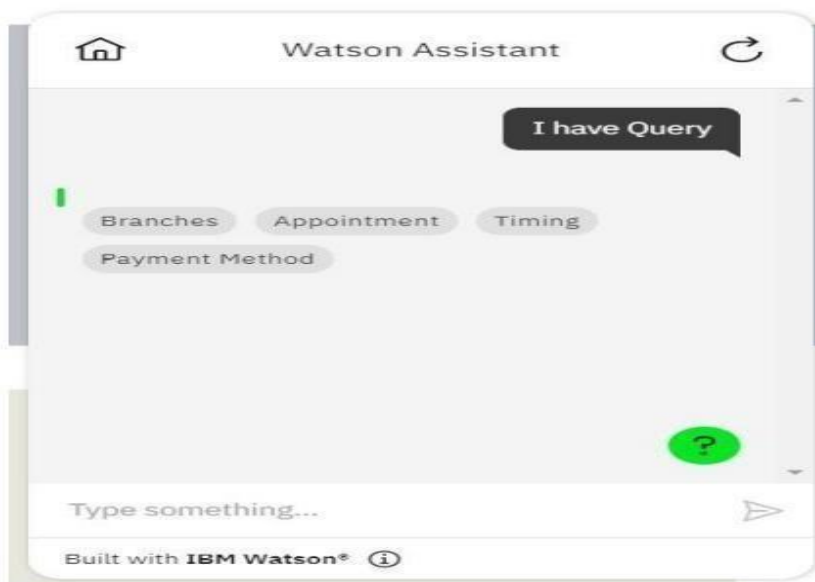 Watson Assistant
I have Query
Branches Appointment Timing
Payment Method
?
Type something...
Built with IBM Watson® i